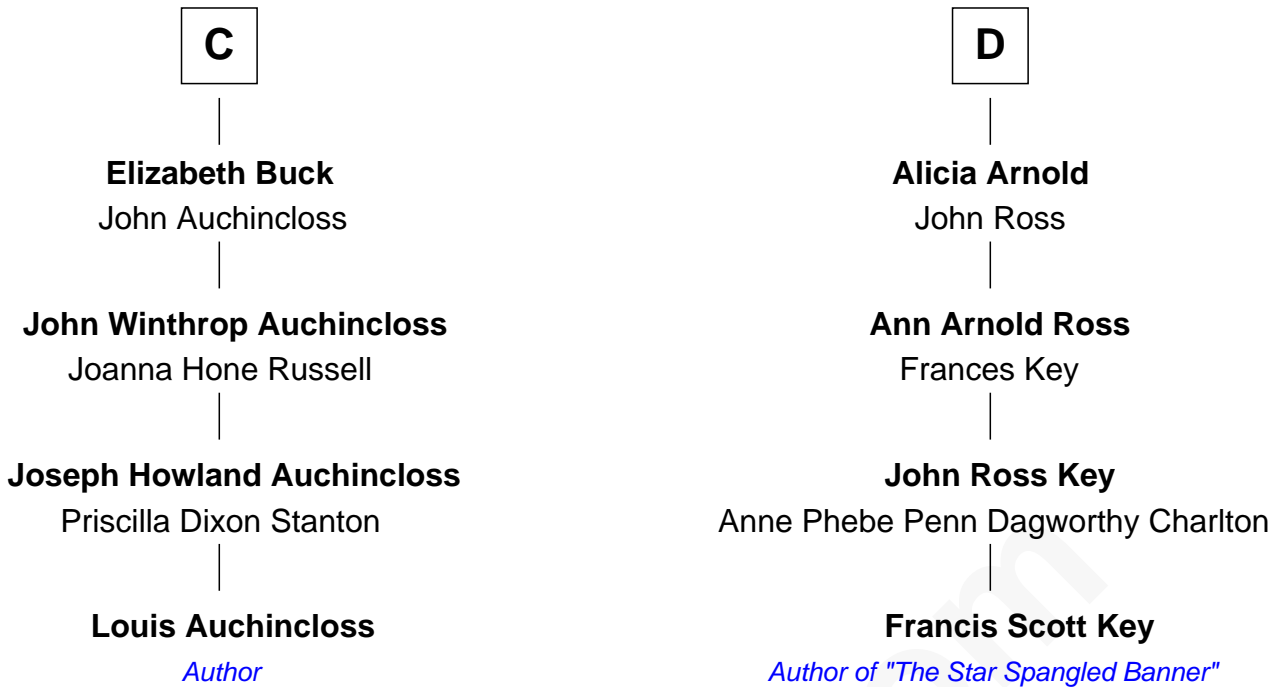 C
Elizabeth Buck
John Auchincloss
John Winthrop Auchincloss
Joanna Hone Russell
Joseph Howland Auchincloss
Priscilla Dixon Stanton
Louis Auchincloss
Author
D
Alicia Arnold
John Ross
Ann Arnold Ross
Frances Key
John Ross Key
Anne Phebe Penn Dagworthy Charlton
Francis Scott Key
Author of "The Star Spangled Banner"